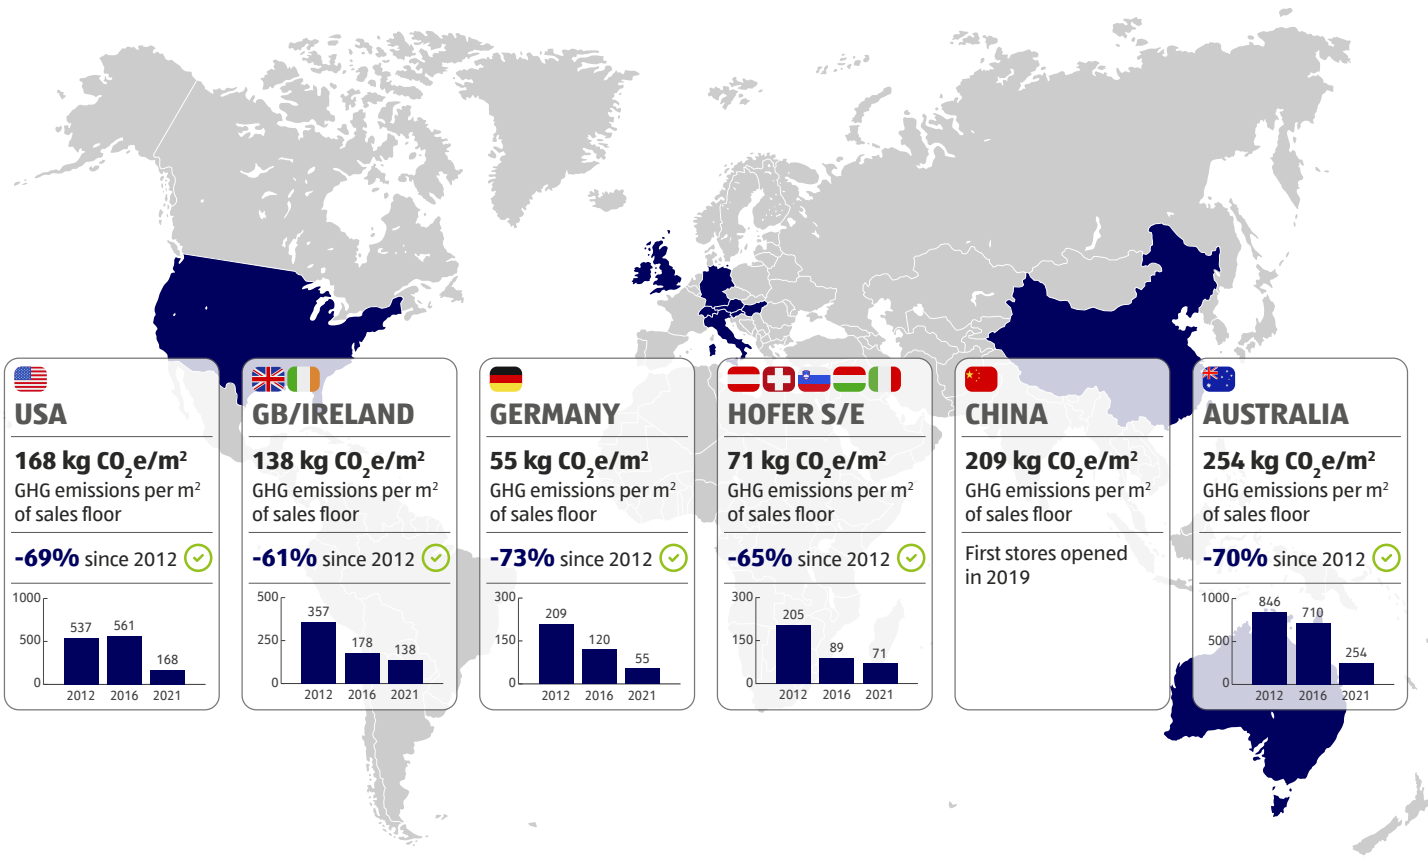 USA
168 kg CO₂e/m²
GHG emissions per m²
of sales floor
-69% since 2012
1000
500
0
537
561
168
2012
2016
2021
GB/IRELAND
138 kg CO₂e/m²
GHG emissions per m²
of sales floor
-61% since 2012
500
250
0
357
178
138
2012
2016
2021
GERMANY
55 kg CO₂e/m²
GHG emissions per m²
of sales floor
-73% since 2012
300
150
0
209
120
55
2012
2016
2021
HOFER S/E
71 kg CO₂e/m²
GHG emissions per m²
of sales floor
-65% since 2012
300
150
0
205
89
71
2012
2016
2021
CHINA
209 kg CO₂e/m²
GHG emissions per m²
of sales floor
First stores opened
in 2019
AUSTRALIA
254 kg CO₂e/m²
GHG emissions per m²
of sales floor
-70% since 2012
1000
500
0
846
710
254
2012
2016
2021